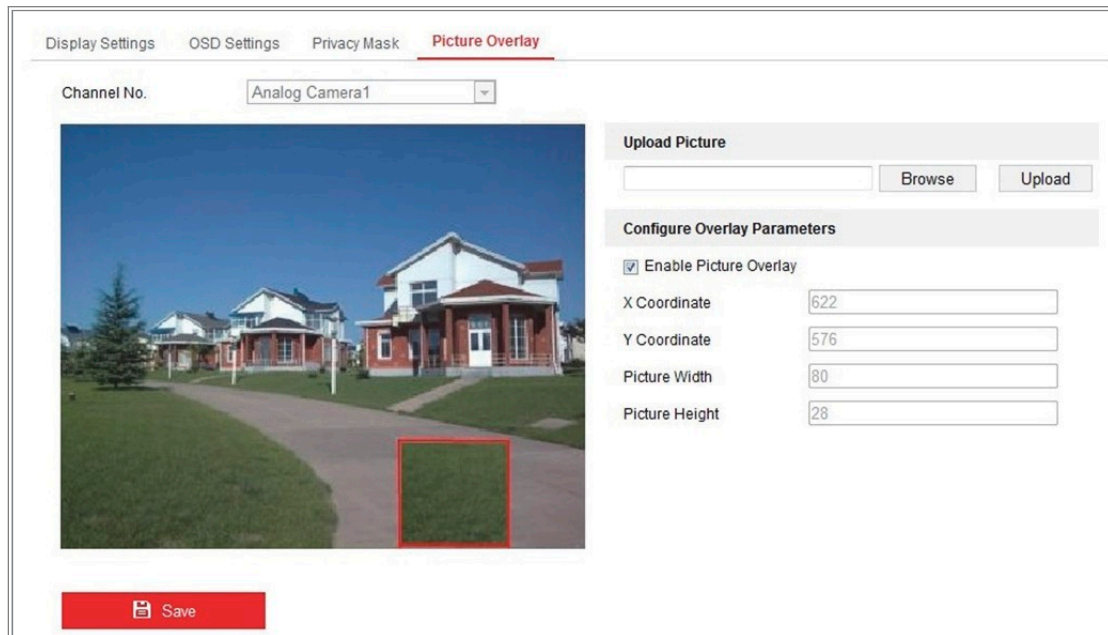 Display Settings OSD Settings Privacy Mask Picture Overlay
Channel No. Analog Camera1
Upload Picture
Browse Upload
Configure Overlay Parameters
Enable Picture Overlay
X Coordinate 622
Y Coordinate 576
Picture Width 80
Picture Height 28
Save